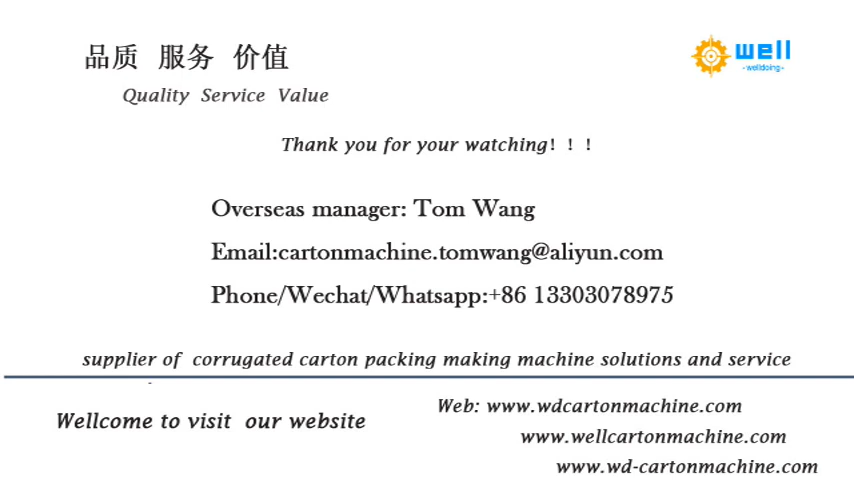 品质 服务 价值
Quality Service Value
well
-welldoing-
Thank you for your watching！！！
Overseas manager: Tom Wang
Email:cartonmachine.tomwang@aliyun.com
Phone/Wechat/Whatsapp:+86 13303078975
supplier of corrugated carton packing making machine solutions and service
Wellcome to visit our website
Web: www.wdcartonmachine.com
www.wellcartonmachine.com
www.wd-cartonmachine.com